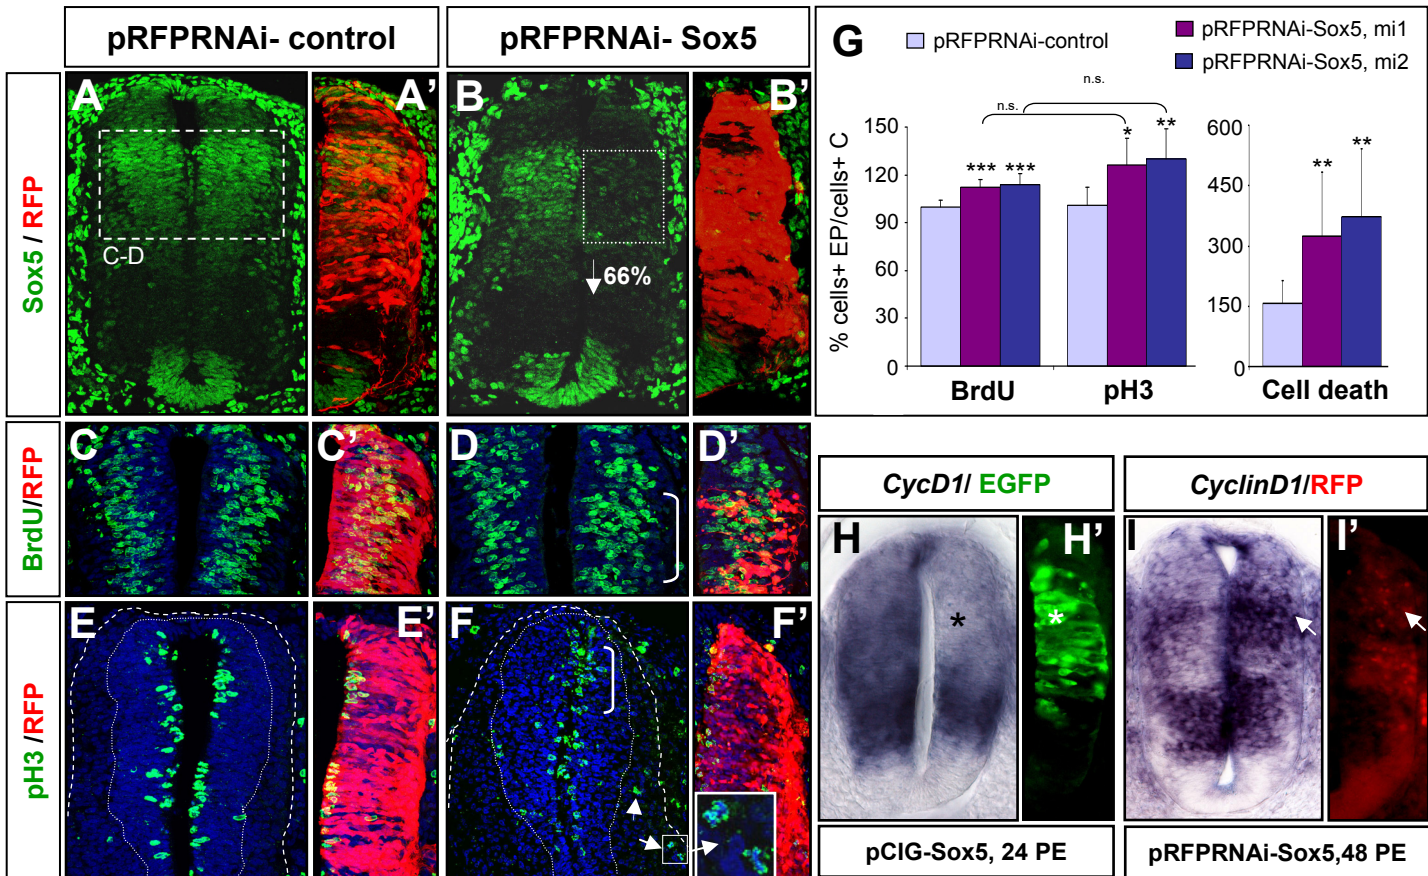 pRFPRNAi- control
pRFPRNAi- Sox5
Sox5 / RFP
A
A’
B
B’
C-D
66%
BrdU/RFP
C
C’
D
D’
pH3 /RFP
E
E’
F
F’
G
pRFPRNAi-control
pRFPRNAi-Sox5, mi1
pRFPRNAi-Sox5, mi2
n.s.
n.s.
% cells+ EP/cells+ C
150
120
90
60
30
0
*** *** * **
BrdU
pH3
600
450
300
150
0
** **
Cell death
CycD1/ EGFP
CyclinD1/RFP
H
H’
I
I’
*
*
pCIG-Sox5, 24 PE
pRFPRNAi-Sox5,48 PE